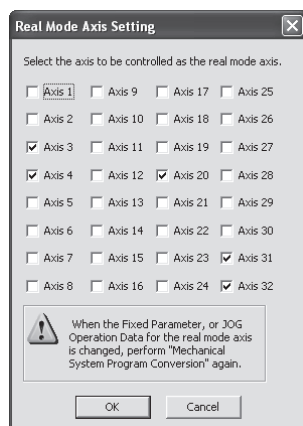 Real Mode Axis Setting
Select the axis to be controlled as the real mode axis.
Axis 1 Axis 9 Axis 17 Axis 25
Axis 2 Axis 10 Axis 18 Axis 26
Axis 3 Axis 11 Axis 19 Axis 27
Axis 4 Axis 12 Axis 20 Axis 28
Axis 5 Axis 13 Axis 21 Axis 29
Axis 6 Axis 14 Axis 22 Axis 30
Axis 7 Axis 15 Axis 23 Axis 31
Axis 8 Axis 16 Axis 24 Axis 32
When the Fixed Parameter, or JOG
Operation Data for the real mode axis
is changed, perform "Mechanical
System Program Conversion" again.
OK Cancel